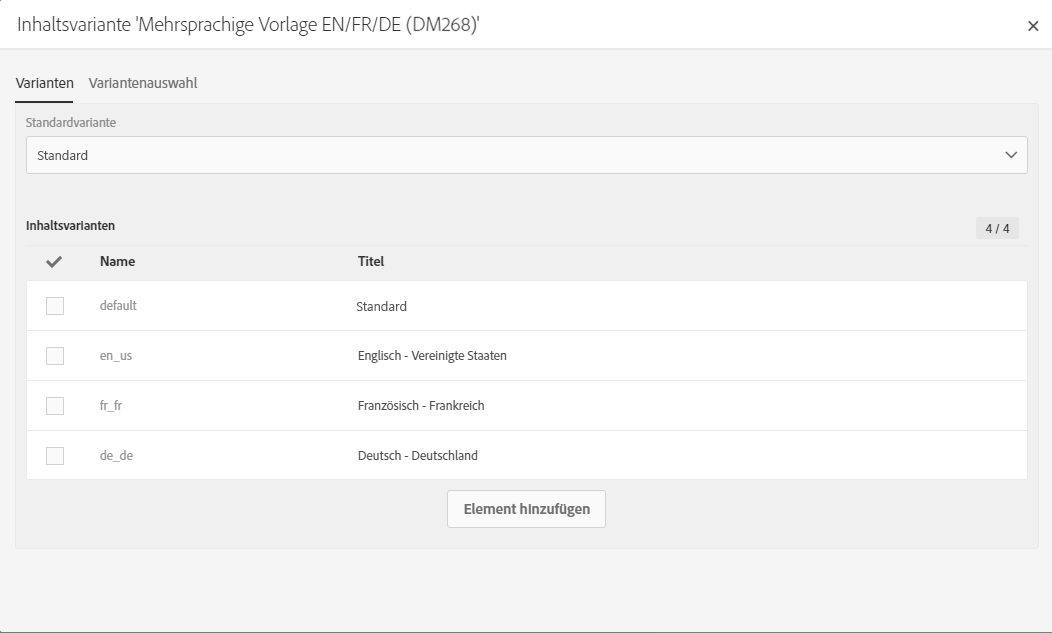 Inhaltsvariante 'Mehrsprachige Vorlage EN/FR/DE (DM268)'
Varianten Variantenauswahl
Standardvariante
Standard
Inhaltsvarianten 4 / 4
Name Titel
default Standard
en_us Englisch - Vereinigte Staaten
fr_fr Französisch - Frankreich
de_de Deutsch - Deutschland
Element hinzufügen